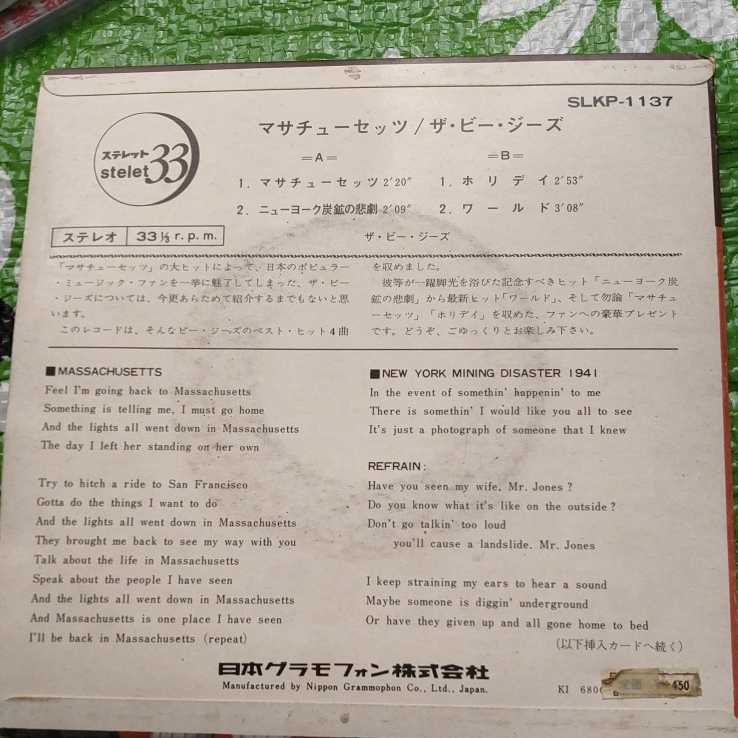 SLKP-1137
ステレット
stelet 33
マサチューセッツ/ザ・ビー・ジーズ
=A=
1. マサチューセッツ 2'20"
2. ニューヨーク炭鉱の悲劇 2'09"
=B=
1. ホリデイ 2'53"
2. ワールド 3'08"
ザ・ビー・ジーズ
ステレオ 33 1/3 r.p.m.
「マサチューセッツ」の大ヒットによって、日本のポピュラー
・ミュージック・ファンを一挙に魅了してしまった、ザ・ビー
・ジーズについては、今更あらためて紹介するまでもないと思
います。
このレコードは、そんなビー・ジーズのベスト・ヒット4曲
を収めました。
彼等が一躍脚光を浴びた記念すべきヒット「ニューヨーク炭
鉱の悲劇」から最新ヒット「ワールド」、そして勿論「マサチュ
ーセッツ」「ホリデイ」を収めた、ファンへの豪華プレゼント
です。どうぞ、ごゆっくりとお楽しみ下さい。
■MASSACHUSETTS
Feel I'm going back to Massachusetts
Something is telling me, I must go home
And the lights all went down in Massachusetts
The day I left her standing on her own
Try to hitch a ride to San Francisco
Gotta do the things I want to do
And the lights all went down in Massachusetts
They brought me back to see my way with you
Talk about the life in Massachusetts
Speak about the people I have seen
And the lights all went down in Massachusetts
And Massachusetts is one place I have seen
I'll be back in Massachusetts (repeat)
■NEW YORK MINING DISASTER 1941
In the event of somethin' happenin' to me
There is somethin' I would like you all to see
It's just a photograph of someone that I knew
REFRAIN:
Have you seen my wife, Mr. Jones?
Do you know what it's like on the outside?
Don't go talkin' too loud
you'll cause a landslide, Mr. Jones
I keep straining my ears to hear a sound
Maybe someone is diggin' underground
Or have they given up and all gone home to bed
(以下挿入カードへ続く)
日本グラモフォン株式会社
Manufactured by Nippon Grammophon Co., Ltd., Japan.
KI 680
450